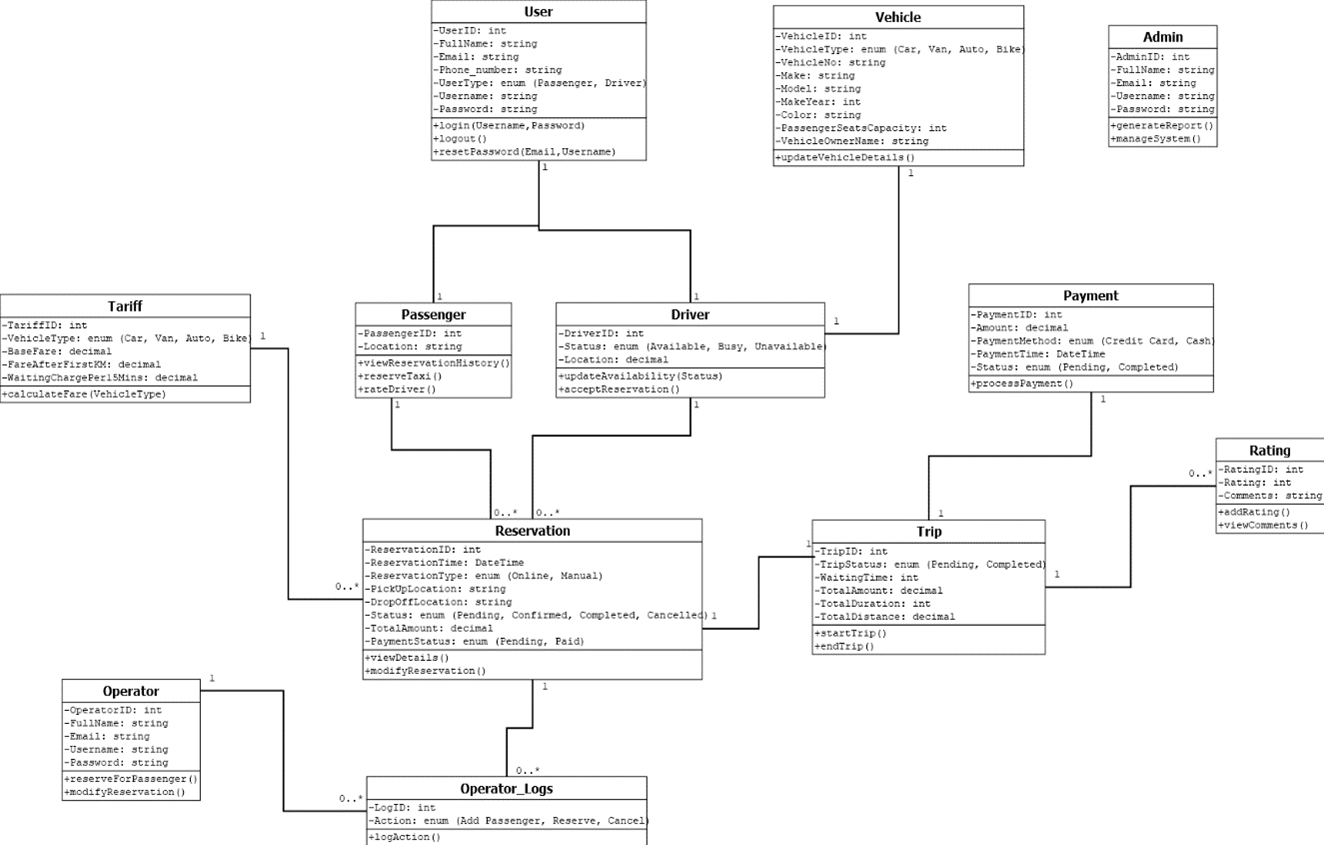 User
-UserID: int
-FullName: string
-Email: string
-Phone_number: string
-UserType: enum (Passenger, Driver)
-Username: string
-Password: string
+login(Username,Password)
+logout()
+resetPassword(Email,Username)
1
Vehicle
-VehicleID: int
-VehicleType: enum (Car, Van, Auto, Bike)
-VehicleNo: string
-Make: string
-Model: string
-MakeYear: int
-Color: string
-PassengerSeatsCapacity: int
-VehicleOwnerName: string
+updateVehicleDetails()
1
Admin
-AdminID: int
-FullName: string
-Email: string
-Username: string
-Password: string
+generateReport()
+manageSystem()
Tariff
-TariffID: int
-VehicleType: enum (Car, Van, Auto, Bike)
-BaseFare: decimal
-FareAfterFirstKM: decimal
-WaitingChargePer15Mins: decimal
+calculateFare(VehicleType)
1
1
Passenger
-PassengerID: int
-Location: string
+viewReservationHistory()
+reserveTaxi()
+rateDriver()
1
1
Driver
-DriverID: int
-Status: enum (Available, Busy, Unavailable)
-Location: decimal
+updateAvailability(Status)
+acceptReservation()
1
1
Payment
-PaymentID: int
-Amount: decimal
-PaymentMethod: enum (Credit Card, Cash)
-PaymentTime: DateTime
-Status: enum (Pending, Completed)
+processPayment()
1
Rating
-RatingID: int
-Rating: int
-Comments: string
+addRating()
+viewComments()
0..*
0..*
0..*
Reservation
-ReservationID: int
-ReservationTime: DateTime
-ReservationType: enum (Online, Manual)
-PickUpLocation: string
-DropOffLocation: string
-Status: enum (Pending, Confirmed, Completed, Cancelled)
-TotalAmount: decimal
-PaymentStatus: enum (Pending, Paid)
+viewDetails()
+modifyReservation()
0..*
1
1
1
1
Trip
-TripID: int
-TripStatus: enum (Pending, Completed)
-WaitingTime: int
-TotalAmount: decimal
-TotalDuration: int
-TotalDistance: decimal
+startTrip()
+endTrip()
1
Operator
-OperatorID: int
-FullName: string
-Email: string
-Username: string
-Password: string
+reserveForPassenger()
+modifyReservation()
1
0..*
0..*
Operator_Logs
-LogID: int
-Action: enum (Add Passenger, Reserve, Cancel)
+logAction()